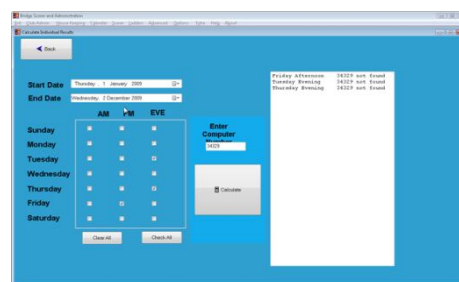 Bridge Scorer and Administration
Calculate Individual Results
Back
Start Date Thursday , 1 January 2009
End Date Wednesday, 2 December 2009
AM PM EVE
Sunday
Monday
Tuesday
Wednesday
Thursday
Friday
Saturday
Clear All Check All
Enter
Computer
34329
Calculate
Friday Afternoon 34329 not found
Tuesday Evening 34329 not found
Thursday Evening 34329 not found